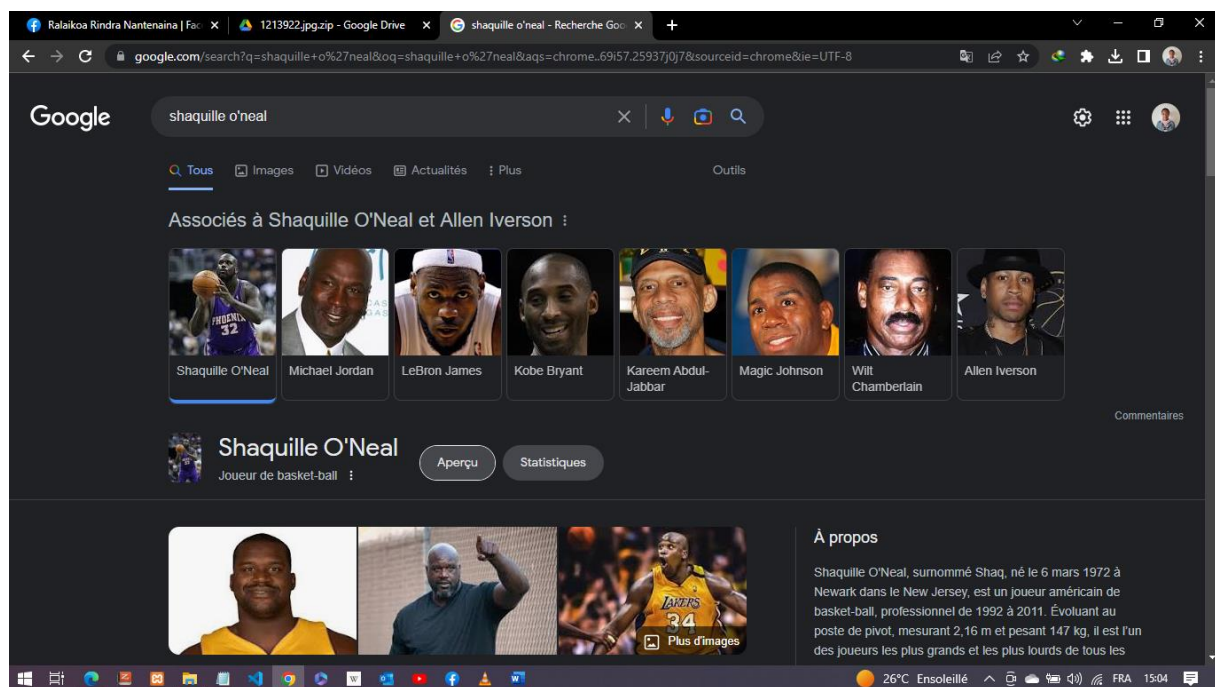 Ralaikoa Rindra Nantenaina | Fac
1213922.jpg.zip - Google Drive
shaquille o'neal - Recherche Goo
google.com/search?q=shaquille+o%27neal&oq=shaquille+o%27neal&aqs=chrome..69i57.25937j0j7&sourceid=chrome&ie=UTF-8
Google
shaquille o'neal
Tous
Images
Vidéos
Actualités
Plus
Outils
Associés à Shaquille O'Neal et Allen Iverson
PHOENIX
32
Shaquille O'Neal
Michael Jordan
LeBron James
Kobe Bryant
Kareem Abdul-
Jabbar
Magic Johnson
Wilt
Chamberlain
Allen Iverson
Commentaires
Shaquille O'Neal
Joueur de basket-ball
Aperçu
Statistiques
LAKERS
34
Plus d'images
À propos
Shaquille O'Neal, surnommé Shaq, né le 6 mars 1972 à
Newark dans le New Jersey, est un joueur américain de
basket-ball, professionnel de 1992 à 2011. Évoluant au
poste de pivot, mesurant 2,16 m et pesant 147 kg, il est l'un
des joueurs les plus grands et les plus lourds de tous les
26°C Ensoleillé
FRA
15:04